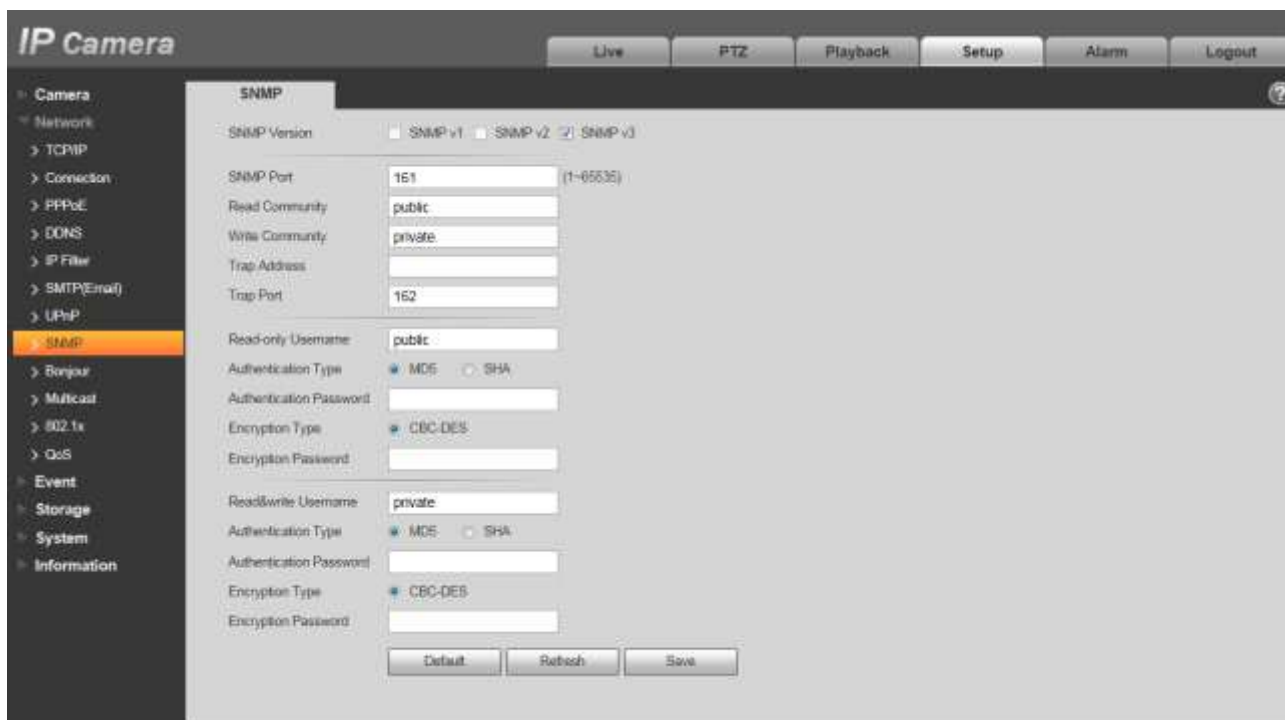 IP Camera
Live PTZ Playback Setup Alarm Logout
Camera
Network
TCP/IP
Connection
PPPoE
DDNS
IP Filter
SMTP(Email)
UPnP
SNMP
Bonjour
Multicast
802.1x
QoS
Event
Storage
System
Information
SNMP
?
SNMP Version SNMP v1 SNMP v2 SNMP v3
SNMP Port 161 (1~65535)
Read Community public
Write Community private
Trap Address
Trap Port 162
Read-only Username public
Authentication Type MD5 SHA
Authentication Password
Encryption Type CBC-DES
Encryption Password
Read&write Username private
Authentication Type MD5 SHA
Authentication Password
Encryption Type CBC-DES
Encryption Password
Default Refresh Save